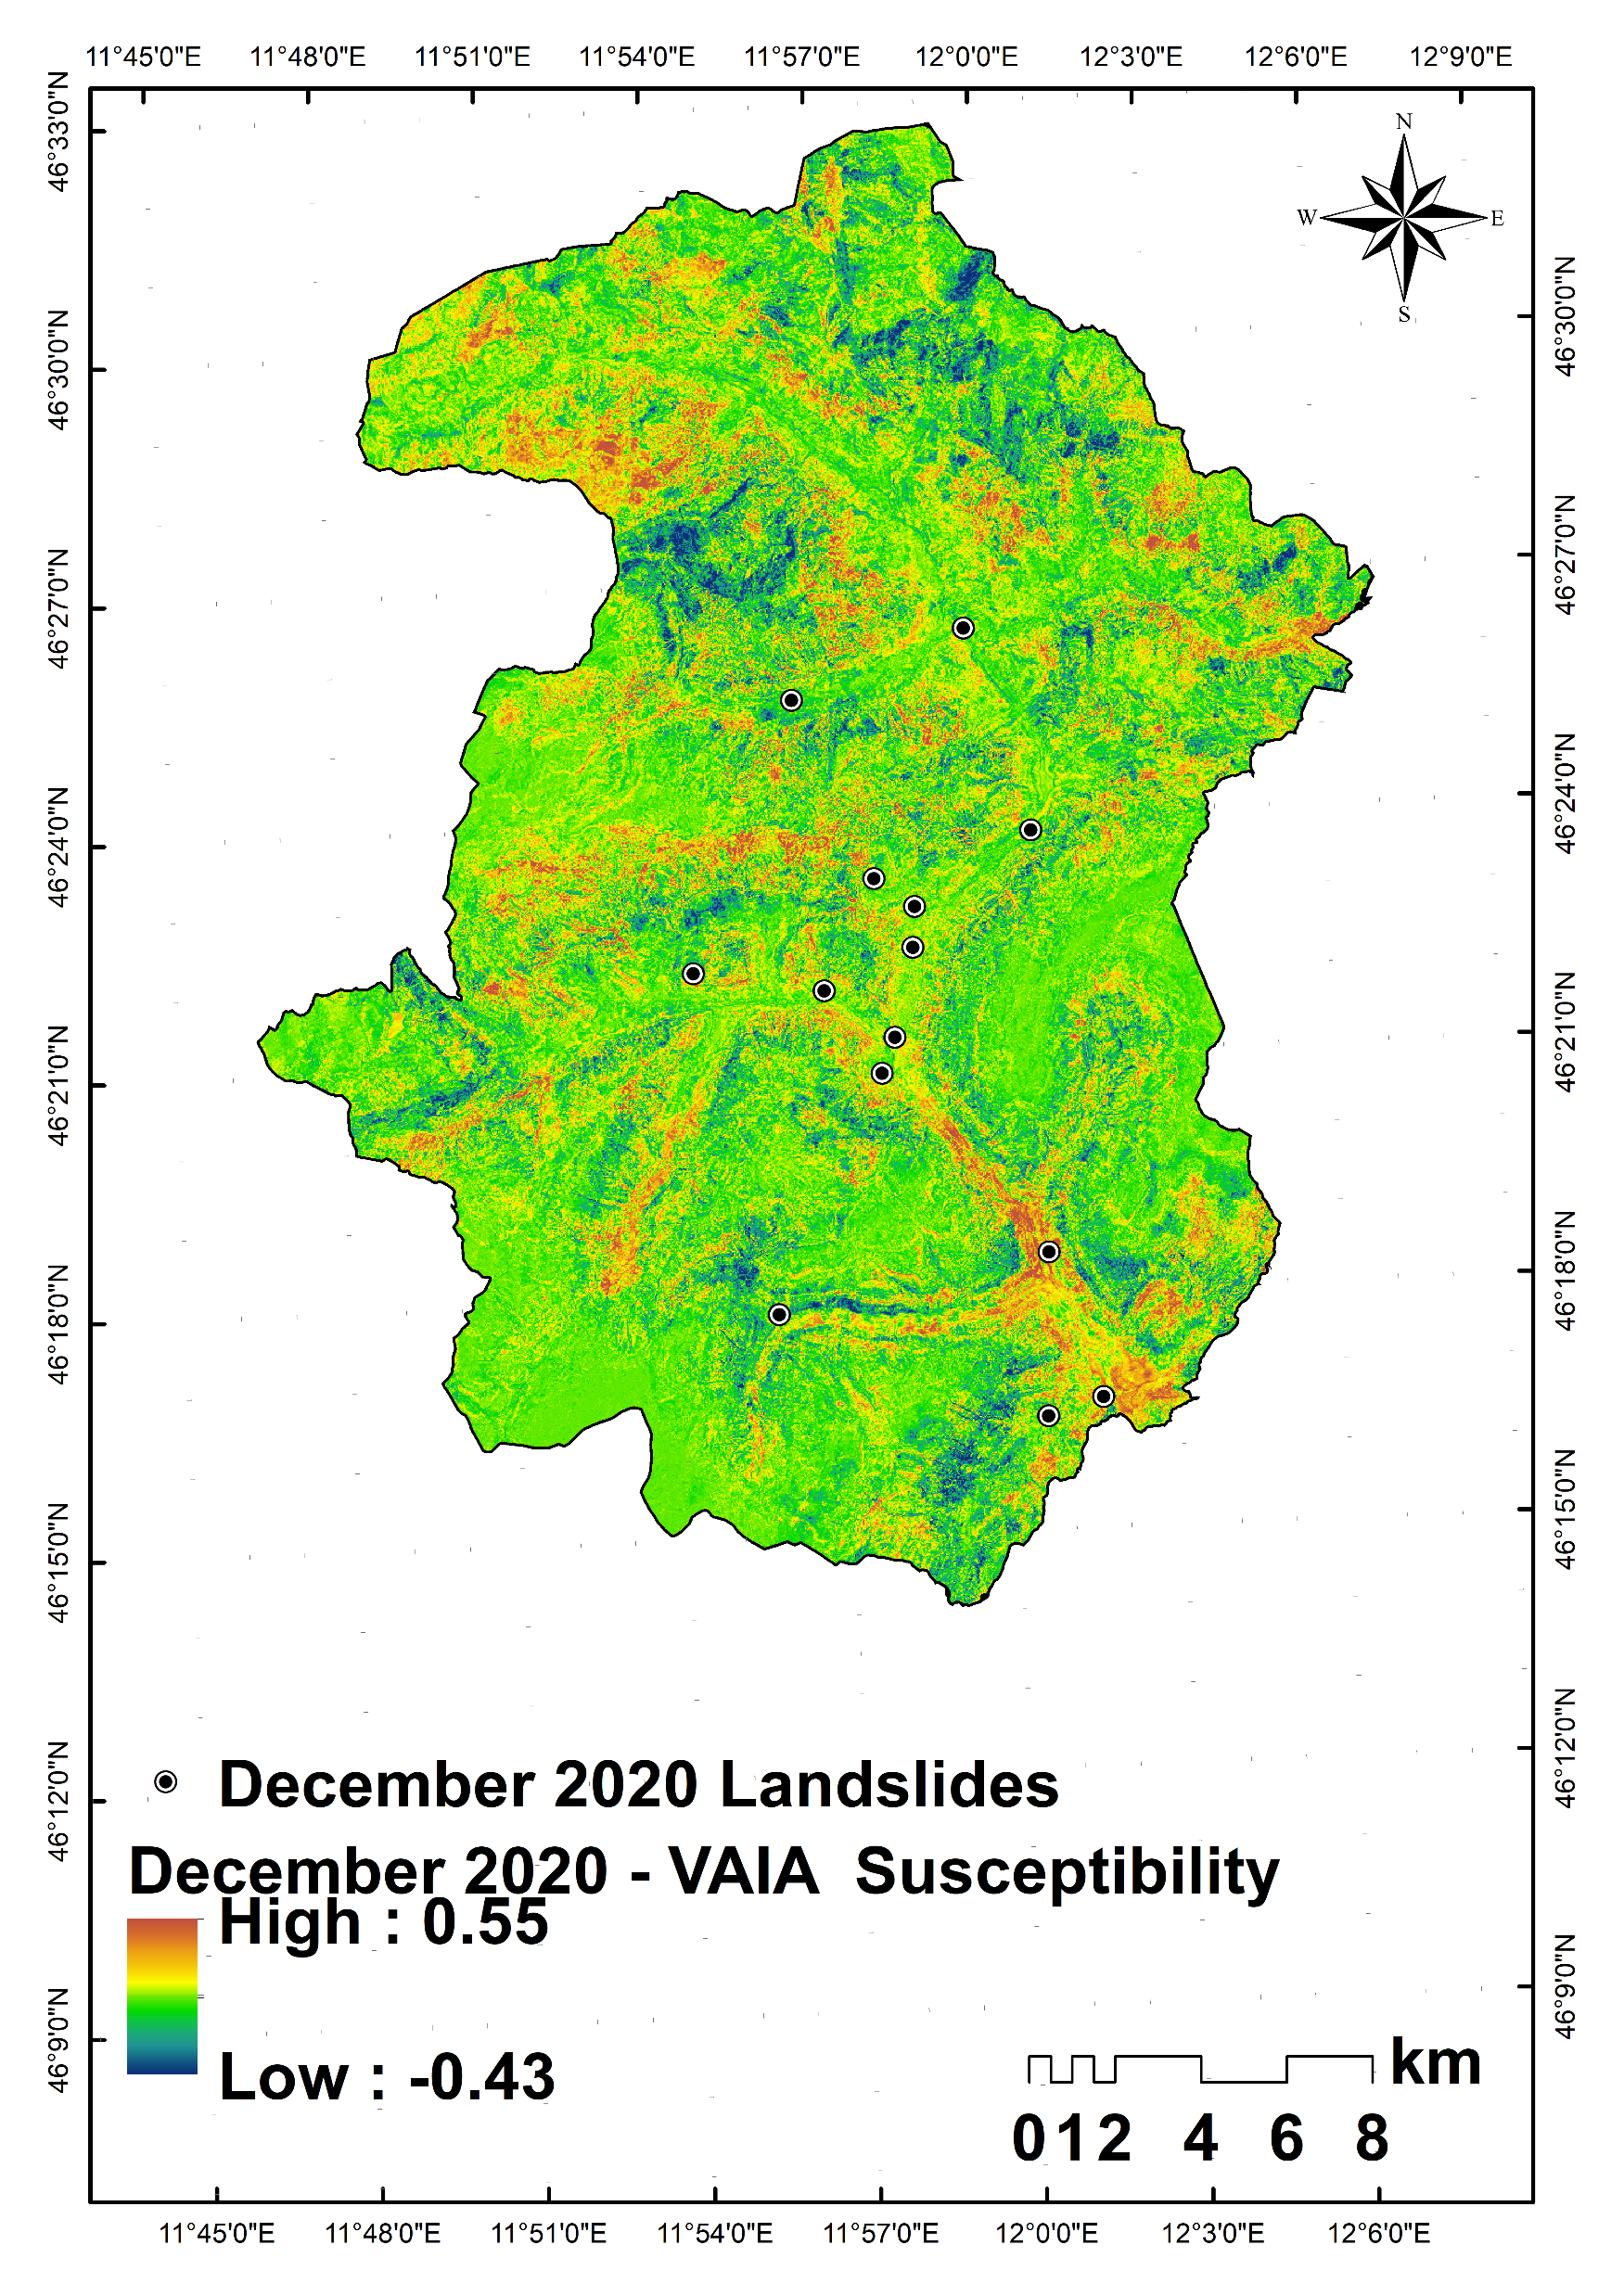 11°45'0"E 11°48'0"E 11°51'0"E 11°54'0"E 11°57'0"E 12°0'0"E 12°3'0"E 12°6'0"E 12°9'0"E
N
W E
S
46°33'0"N
46°30'0"N
46°27'0"N
46°24'0"N
46°21'0"N
46°18'0"N
46°15'0"N
46°12'0"N
46°9'0"N
46°30'0"N
46°27'0"N
46°24'0"N
46°21'0"N
46°18'0"N
46°15'0"N
46°12'0"N
46°9'0"N
December 2020 Landslides
December 2020 - VAIA Susceptibility
High : 0.55
Low : -0.43
km
0 1 2 4 6 8
11°45'0"E 11°48'0"E 11°51'0"E 11°54'0"E 11°57'0"E 12°0'0"E 12°3'0"E 12°6'0"E